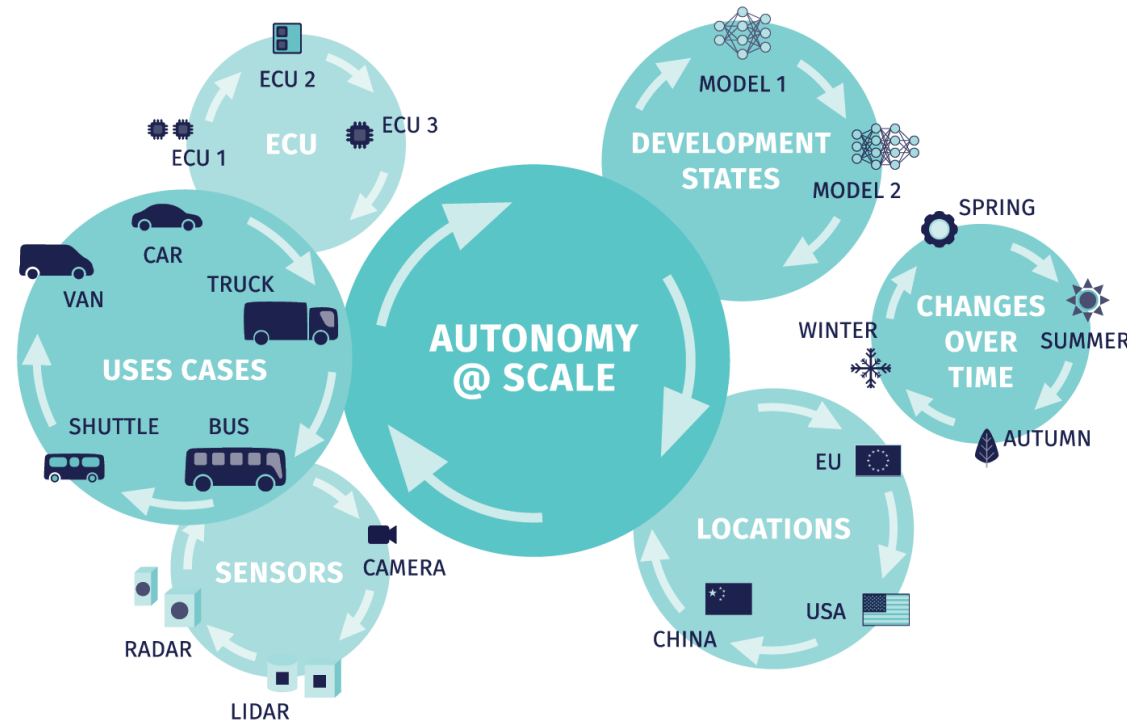 ECU 2
ECU 3
ECU 1
ECU
MODEL 1
DEVELOPMENT
STATES
MODEL 2
CAR
VAN
TRUCK
USES CASES
SHUTTLE
BUS
AUTONOMY
@ SCALE
SPRING
CHANGES
OVER
TIME
SUMMER
WINTER
AUTUMN
EU
LOCATIONS
USA
CHINA
SENSORS
CAMERA
RADAR
LIDAR